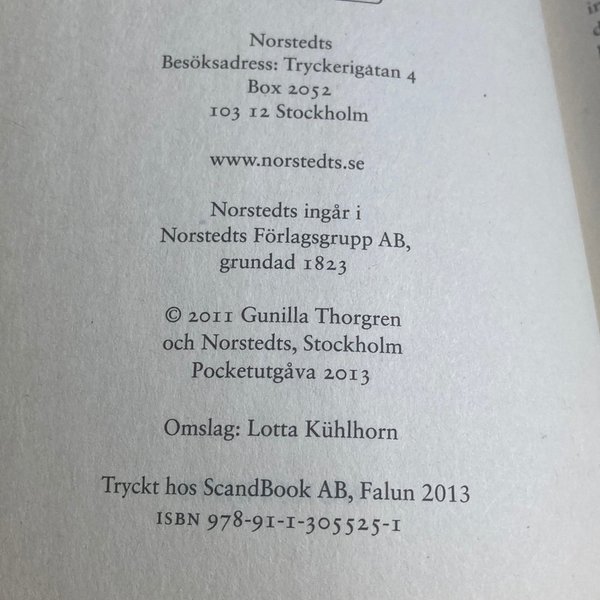 Norstedts
Besöksadress: Tryckerigatan 4
Box 2052
103 12 Stockholm
www.norstedts.se
Norstedts ingår i
Norstedts Förlagsgrupp AB,
grundad 1823
© 2011 Gunilla Thorgren
och Norstedts, Stockholm
Pocketutgåva 2013
Omslag: Lotta Kühlhorn
Tryckt hos ScandBook AB, Falun 2013
ISBN 978-91-1-305525-1